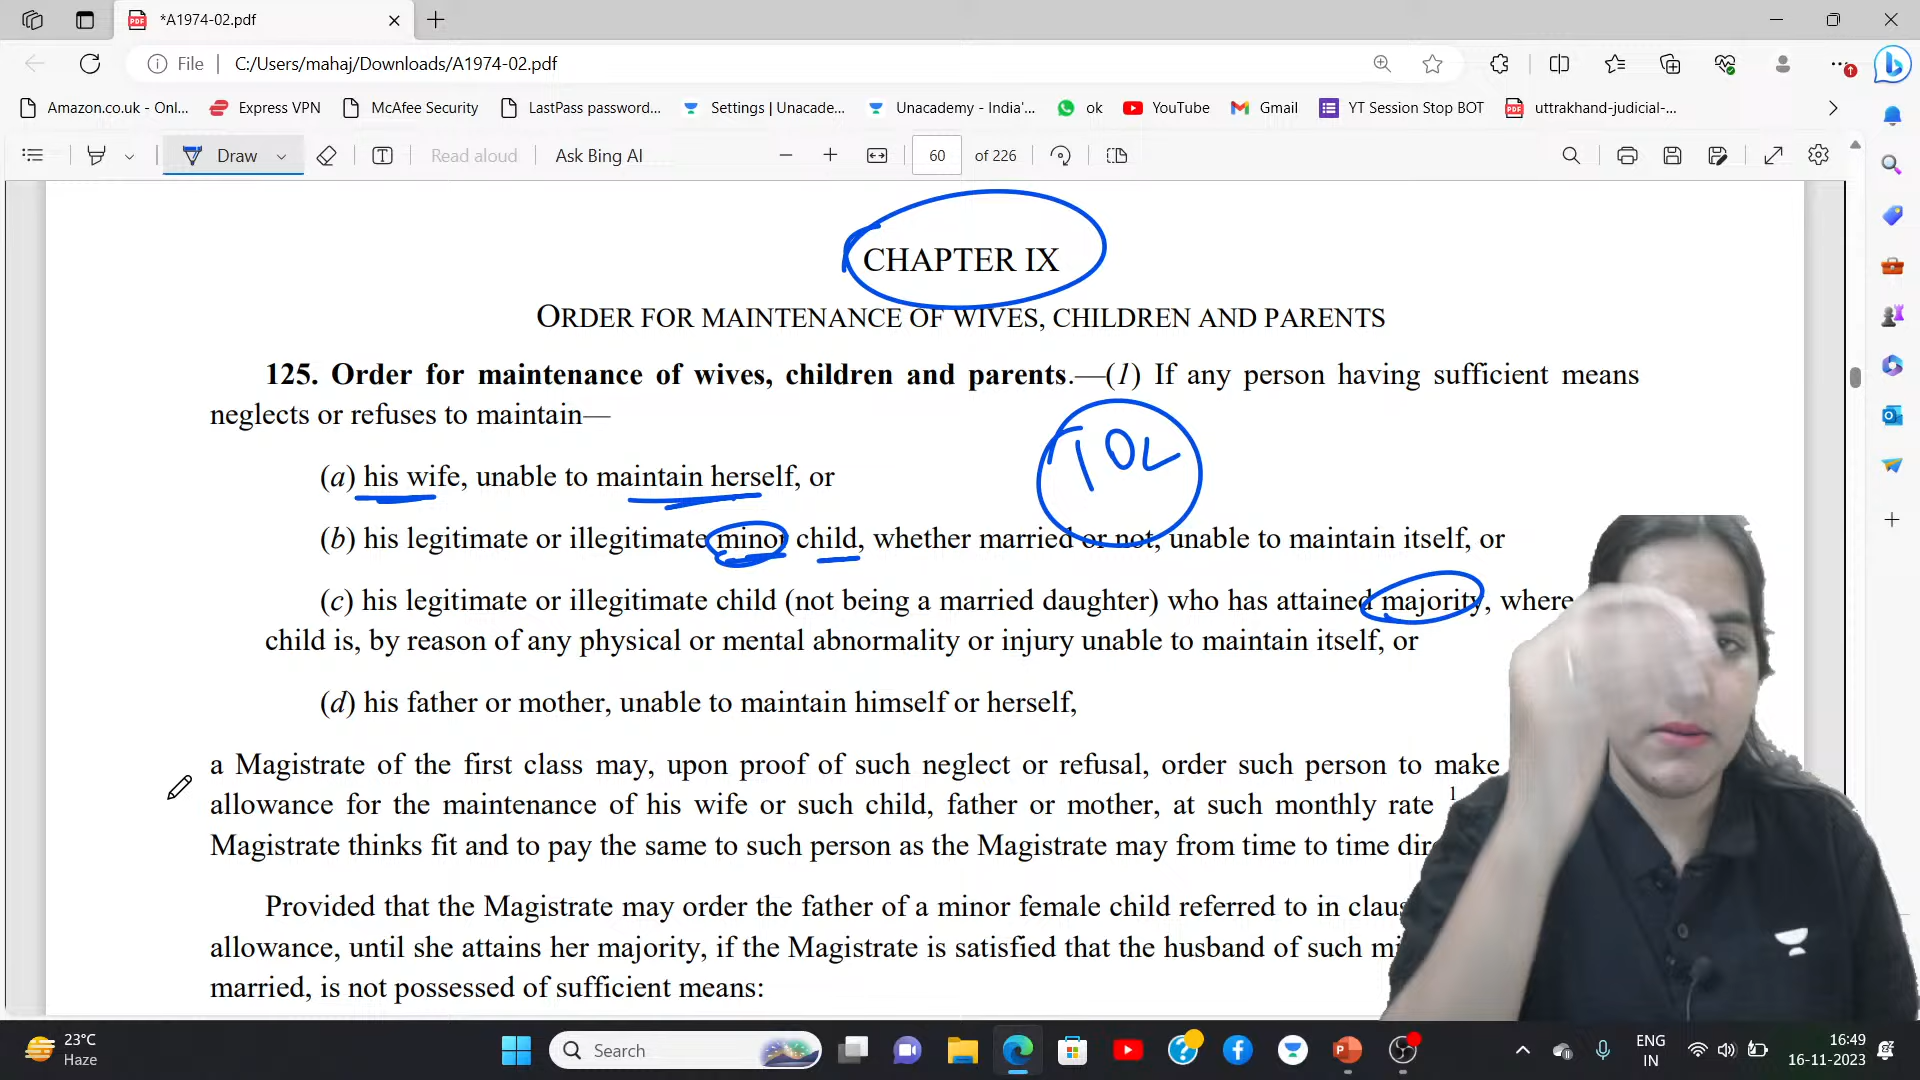 *A1974-02.pdf
File
C:/Users/mahaj/Downloads/A1974-02.pdf
Amazon.co.uk - Onl...
Express VPN
McAfee Security
LastPass password...
Settings | Unacade...
Unacademy - India'...
ok
YouTube
Gmail
YT Session Stop BOT
uttrakhand-judicial-...
Draw
Read aloud
Ask Bing AI
60
of 226
CHAPTER IX
ORDER FOR MAINTENANCE OF WIVES, CHILDREN AND PARENTS
125. Order for maintenance of wives, children and parents.—(1) If any person having sufficient means
neglects or refuses to maintain—
(a) his wife, unable to maintain herself, or
(b) his legitimate or illegitimate minor child, whether married or not, unable to maintain itself, or
(c) his legitimate or illegitimate child (not being a married daughter) who has attained majority, where
child is, by reason of any physical or mental abnormality or injury unable to maintain itself, or
(d) his father or mother, unable to maintain himself or herself,
a Magistrate of the first class may, upon proof of such neglect or refusal, order such person to make
allowance for the maintenance of his wife or such child, father or mother, at such monthly rate 1
Magistrate thinks fit and to pay the same to such person as the Magistrate may from time to time
Provided that the Magistrate may order the father of a minor female child referred to in
allowance, until she attains her majority, if the Magistrate is satisfied that the husband of such
married, is not possessed of sufficient means:
23°C
Haze
Search
ENG
IN
16:49
16-11-2023